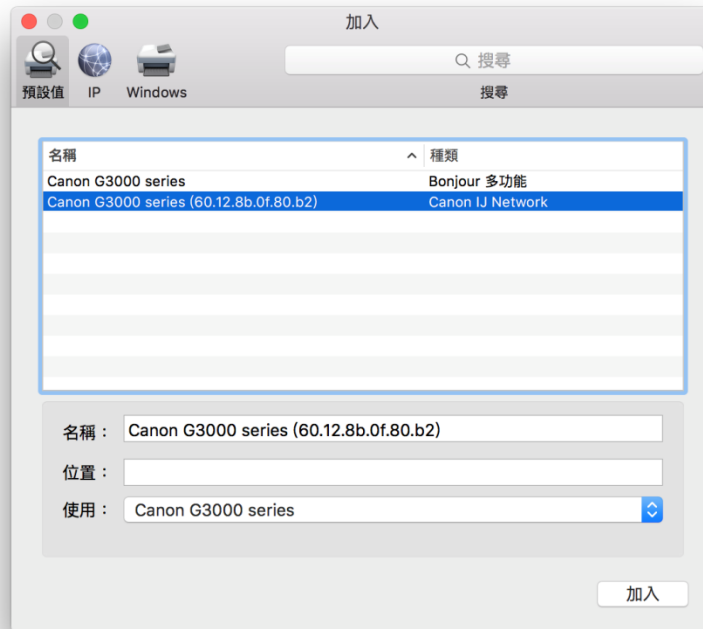 加入
搜尋
預設值 IP Windows 搜尋
名稱 種類
Canon G3000 series Bonjour 多功能
Canon G3000 series (60.12.8b.0f.80.b2) Canon IJ Network
名稱： Canon G3000 series (60.12.8b.0f.80.b2)
位置：
使用： Canon G3000 series
加入